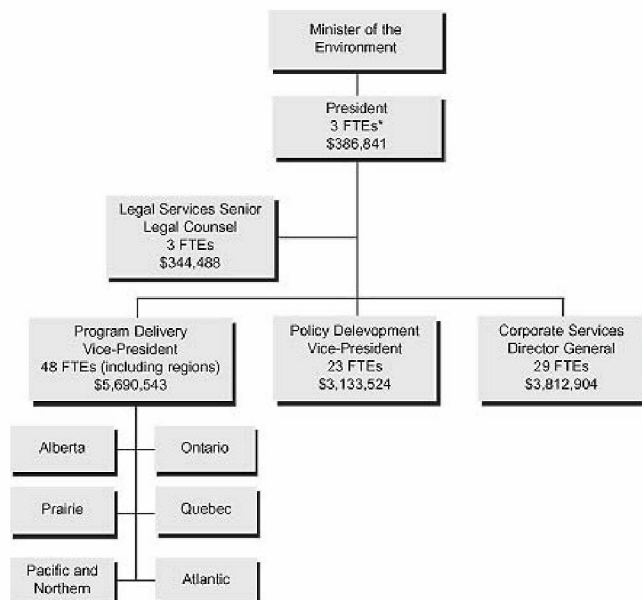 Minister of the
Environment
President
3 FTEs*
$386,841
Legal Services Senior
Legal Counsel
3 FTEs
$344,488
Program Delivery
Vice-President
48 FTEs (including regions)
$5,690,543
Policy Delevopment
Vice-President
23 FTEs
$3,133,524
Corporate Services
Director General
29 FTEs
$3,812,904
Alberta
Ontario
Prairie
Quebec
Pacific and
Northern
Atlantic